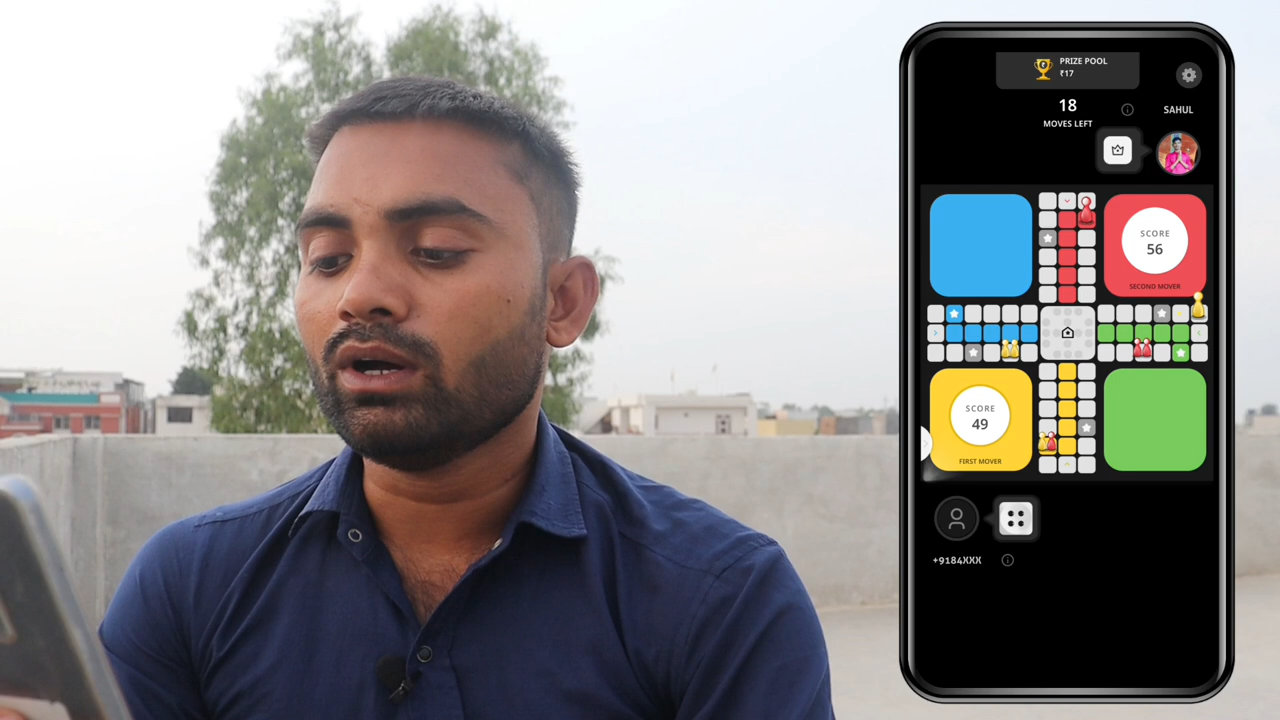 PRIZE POOL
₹17
18
MOVES LEFT
SAHUL
SCORE
56
SECOND MOVER
SCORE
49
FIRST MOVER
+9184XXX